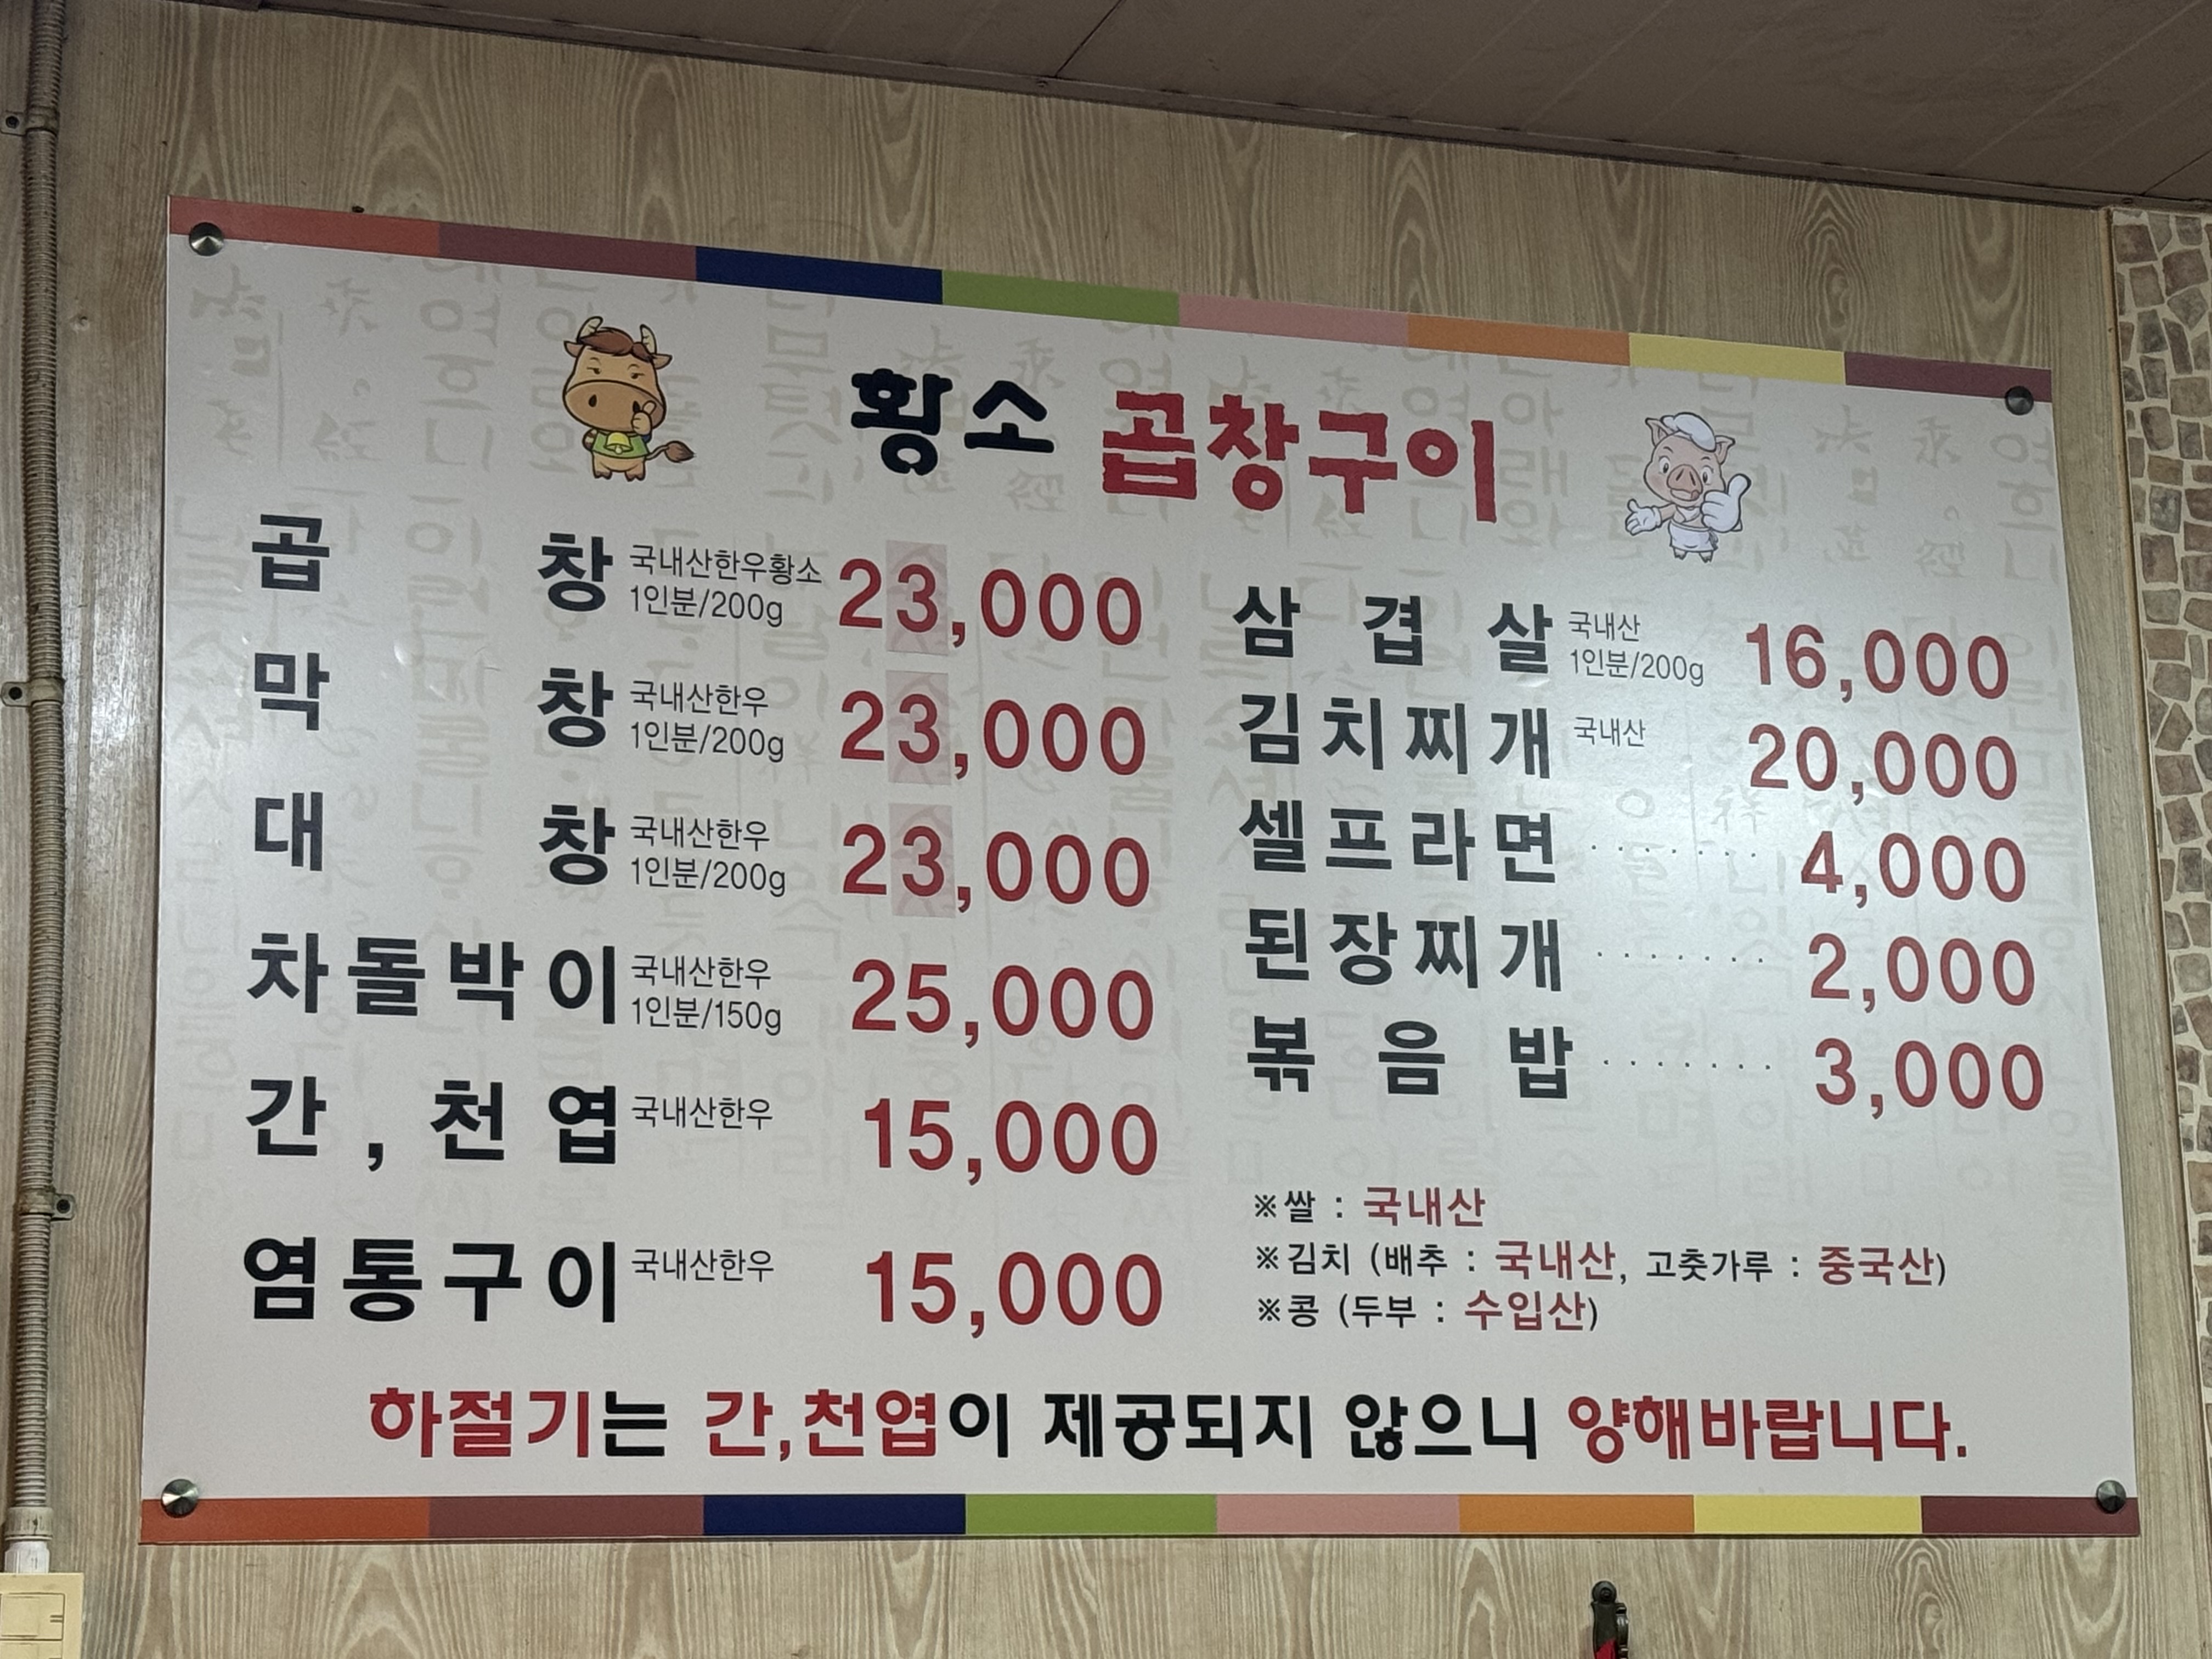 황소 곱창구이
곱창 국내산한우황소 1인분/200g 23,000
막창 국내산한우 1인분/200g 23,000
대창 국내산한우 1인분/200g 23,000
차돌박이 국내산한우 1인분/150g 25,000
간, 천엽 국내산한우 15,000
염통구이 국내산한우 15,000
삼겹살 국내산 1인분/200g 16,000
김치찌개 국내산 20,000
셀프라면 ······· 4,000
된장찌개 ······· 2,000
볶음밥 ······· 3,000
※쌀 : 국내산
※김치 (배추 : 국내산, 고춧가루 : 중국산)
※콩 (두부 : 수입산)
하절기는 간,천엽이 제공되지 않으니 양해바랍니다.